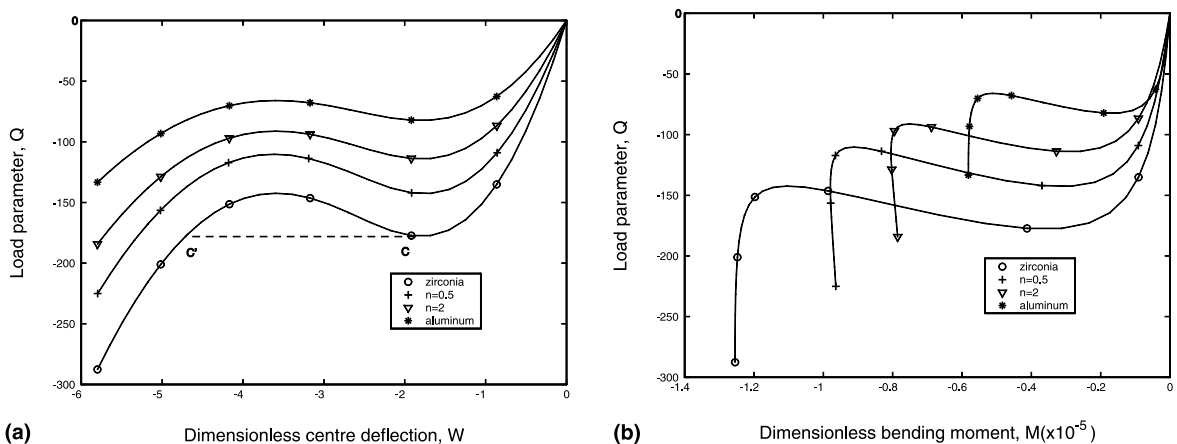 0
-50
-100
-150
-200
-250
-300
Load parameter, Q
C'
C
zirconia
n=0.5
n=2
aluminum
-6
-5
-4
-3
-2
-1
0
(a)
Dimensionless centre deflection, W
0
-50
-100
-150
-200
-250
-300
Load parameter, Q
zirconia
n=0.5
n=2
aluminum
-1.4
-1.2
-1
-0.8
-0.6
-0.4
-0.2
0
(b)
Dimensionless bending moment, M(x10⁻⁵)